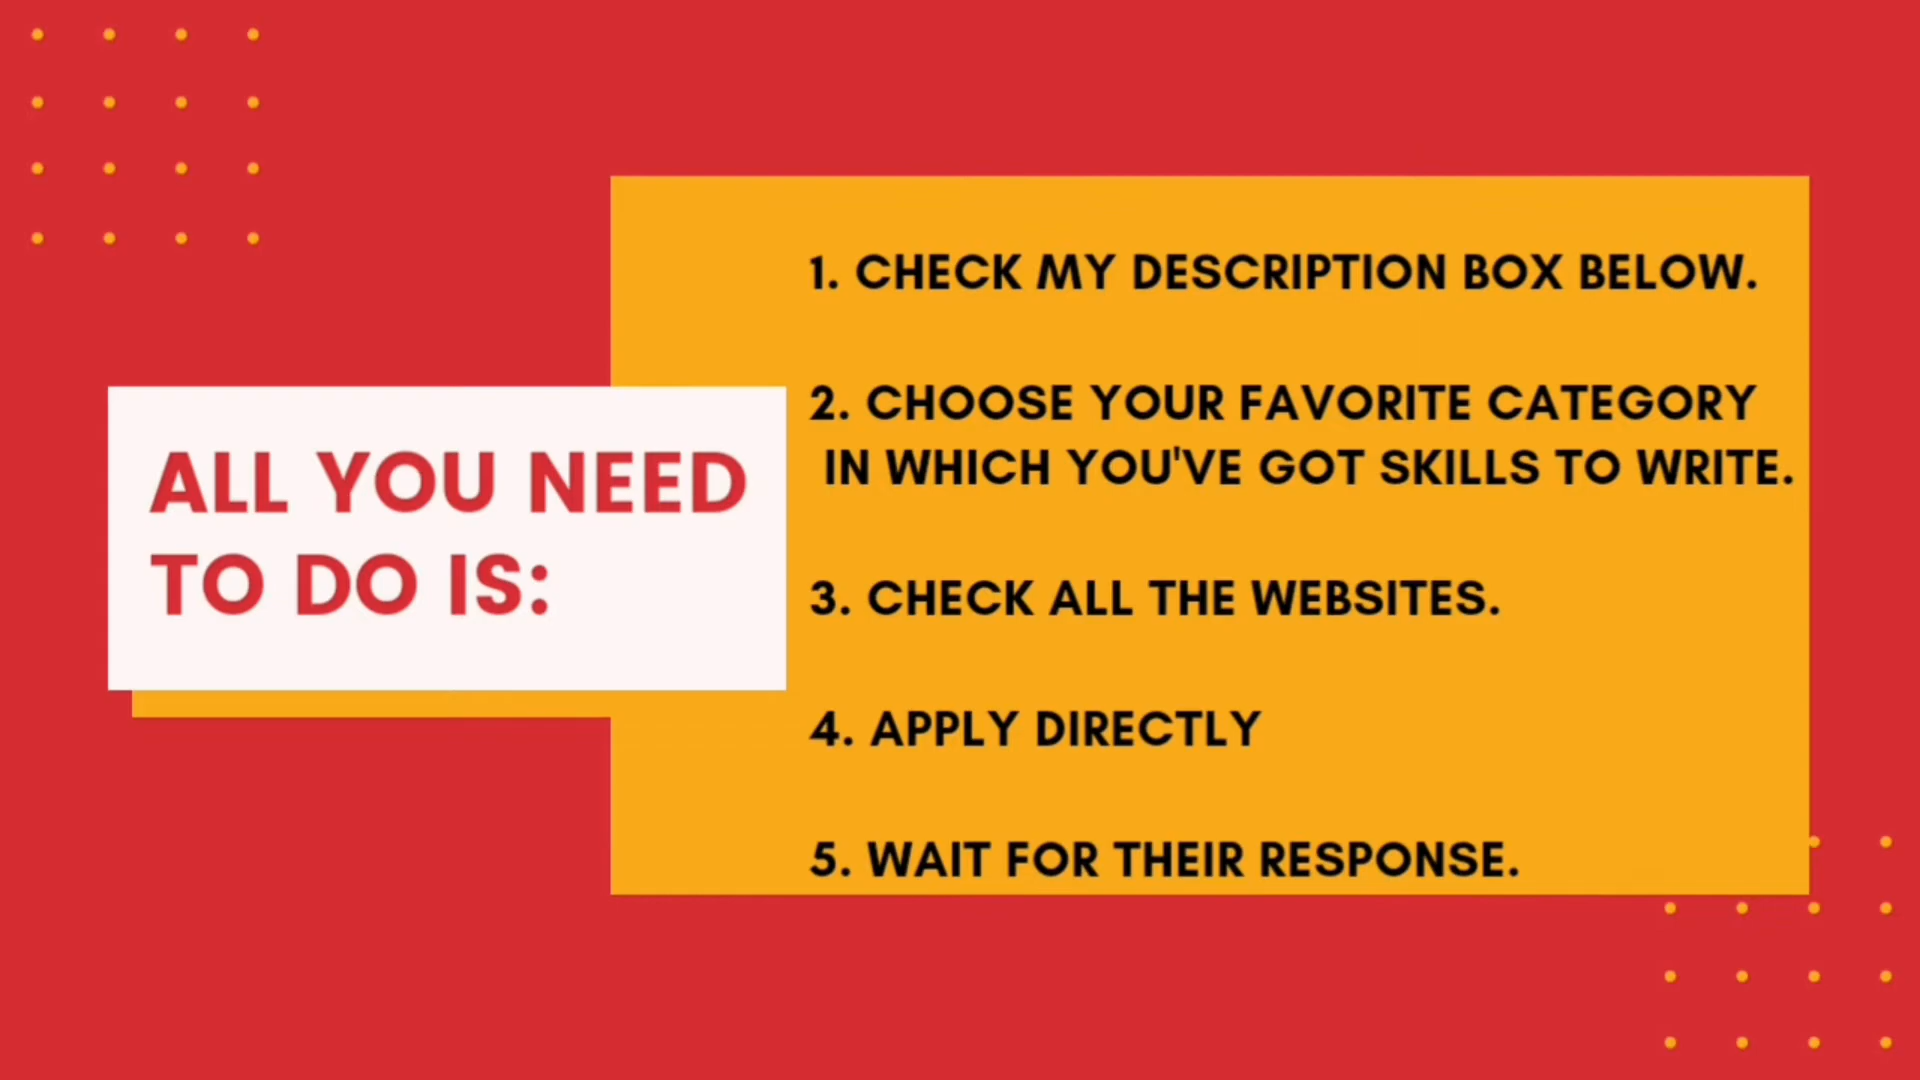 ALL YOU NEED
TO DO IS:
1. CHECK MY DESCRIPTION BOX BELOW.
2. CHOOSE YOUR FAVORITE CATEGORY
IN WHICH YOU'VE GOT SKILLS TO WRITE.
3. CHECK ALL THE WEBSITES.
4. APPLY DIRECTLY
5. WAIT FOR THEIR RESPONSE.